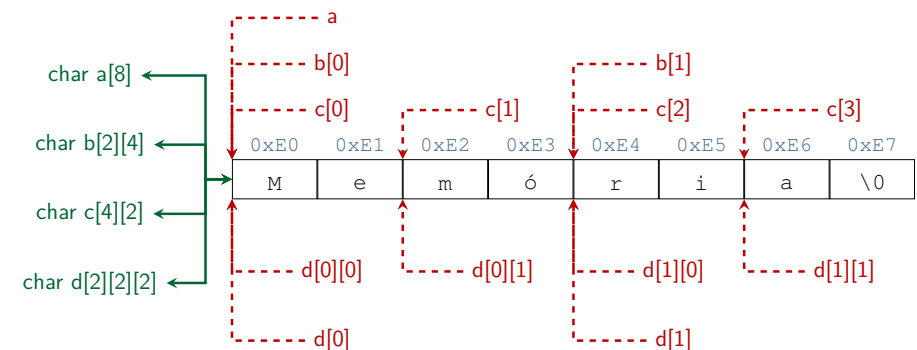 a
char a[8]
b[0] b[1]
c[0] c[1] c[2] c[3]
char b[2][4]
0xE0 0xE1 0xE2 0xE3 0xE4 0xE5 0xE6 0xE7
M e m ó r i a \0
char c[4][2]
d[0][0] d[0][1] d[1][0] d[1][1]
char d[2][2][2]
d[0] d[1]